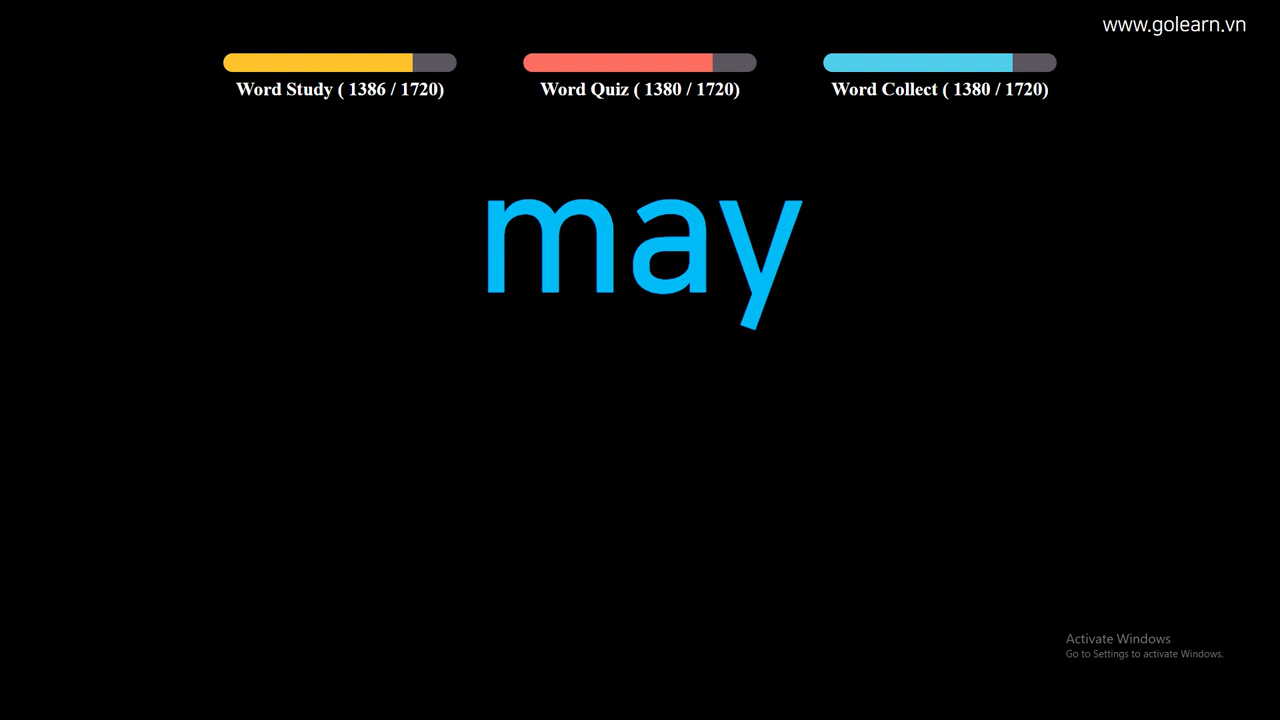 www.golearn.vn
Word Study ( 1386 / 1720)
Word Quiz ( 1380 / 1720)
Word Collect ( 1380 / 1720)
may
Activate Windows
Go to Settings to activate Windows.